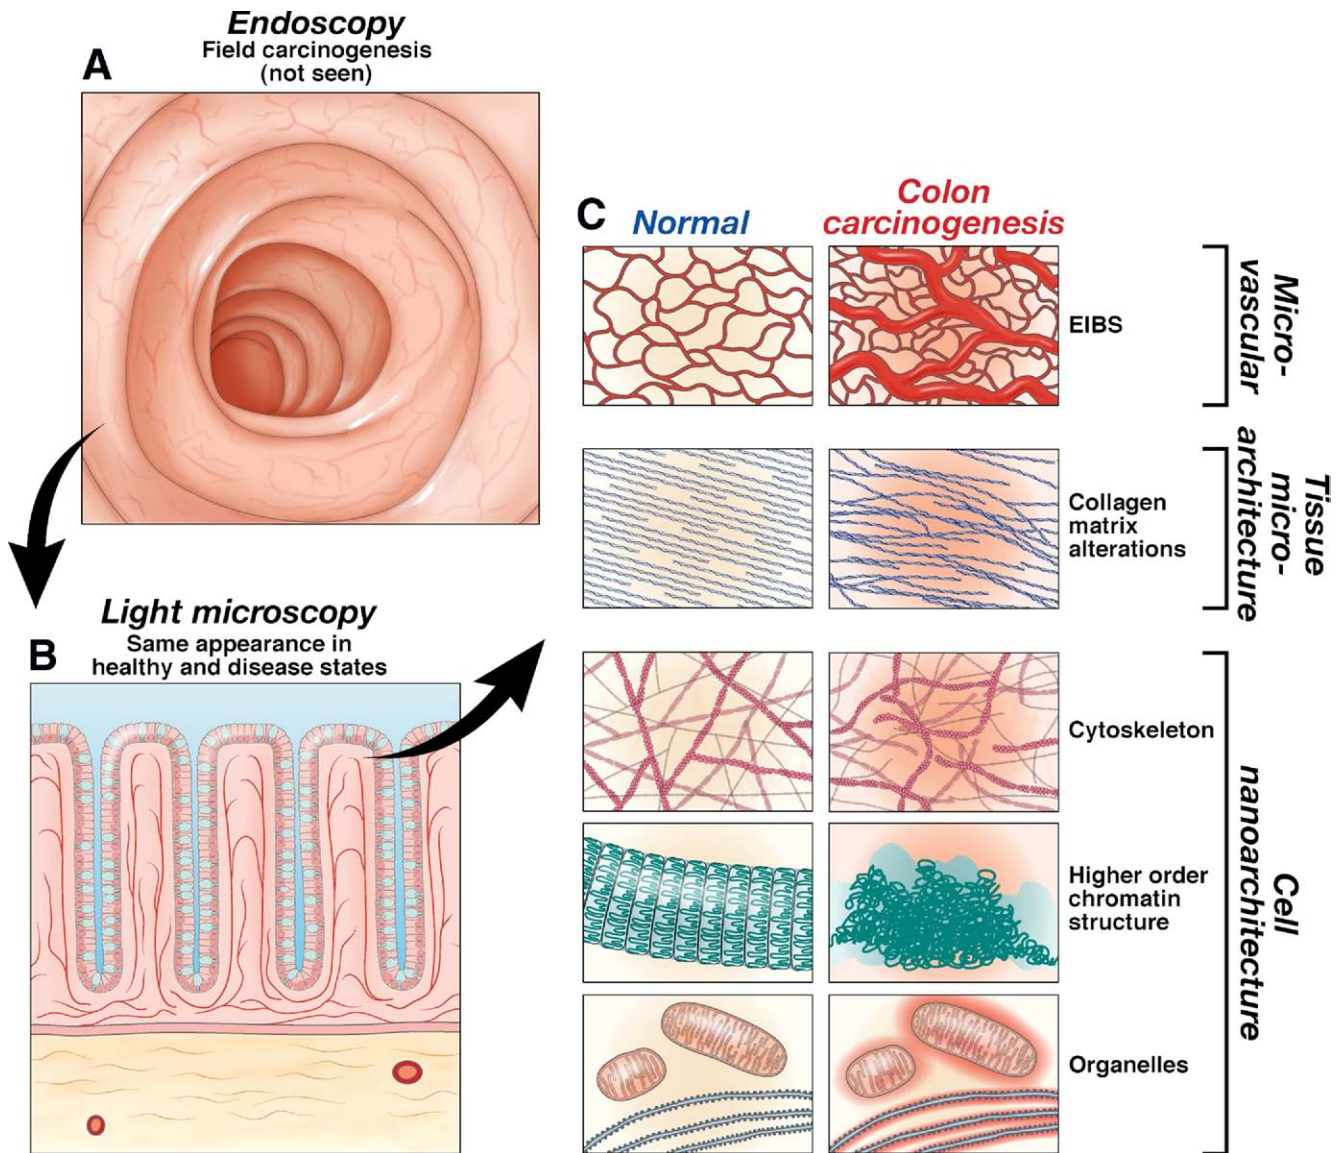 Endoscopy
Field carcinogenesis
(not seen)
A
Light microscopy
Same appearance in
healthy and disease states
B
C
Normal
Colon
carcinogenesis
EIBS
Micro-
vascular
Collagen
matrix
alterations
Tissue
micro-
architecture
Cytoskeleton
Higher order
chromatin
structure
Organelles
Cell
nanoarchitecture